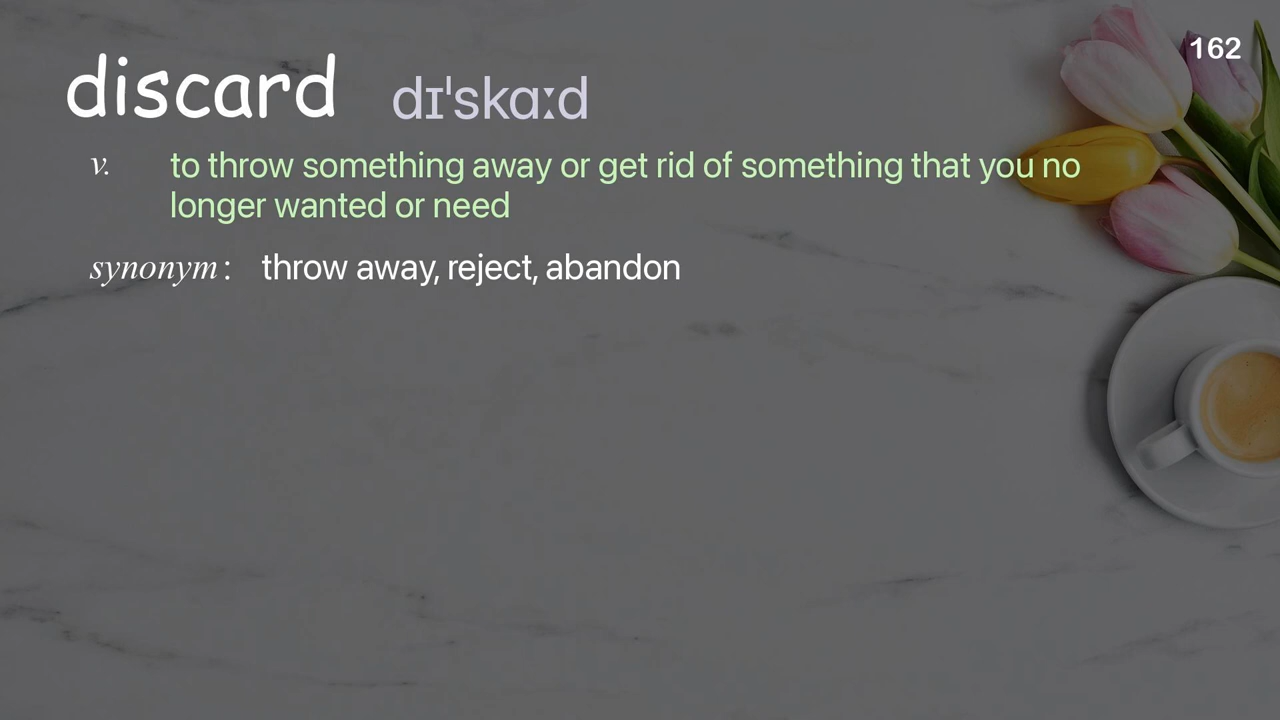 162
discard dɪˈskɑːd
v. to throw something away or get rid of something that you no
longer wanted or need
synonym: throw away, reject, abandon